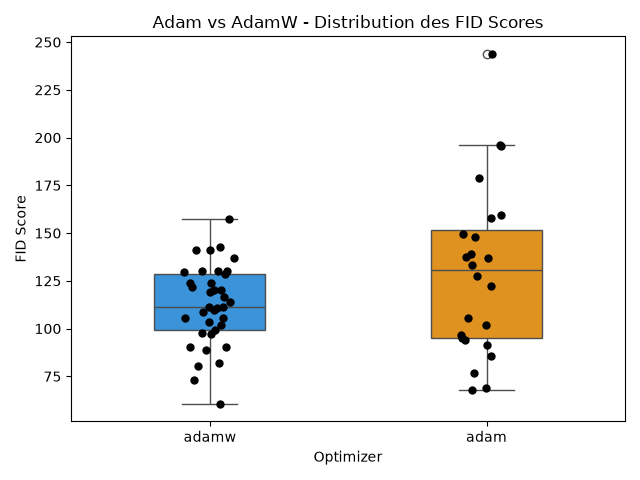 Adam vs AdamW - Distribution des FID Scores
250
225
200
175
150
125
100
75
FID Score
adamw
adam
Optimizer